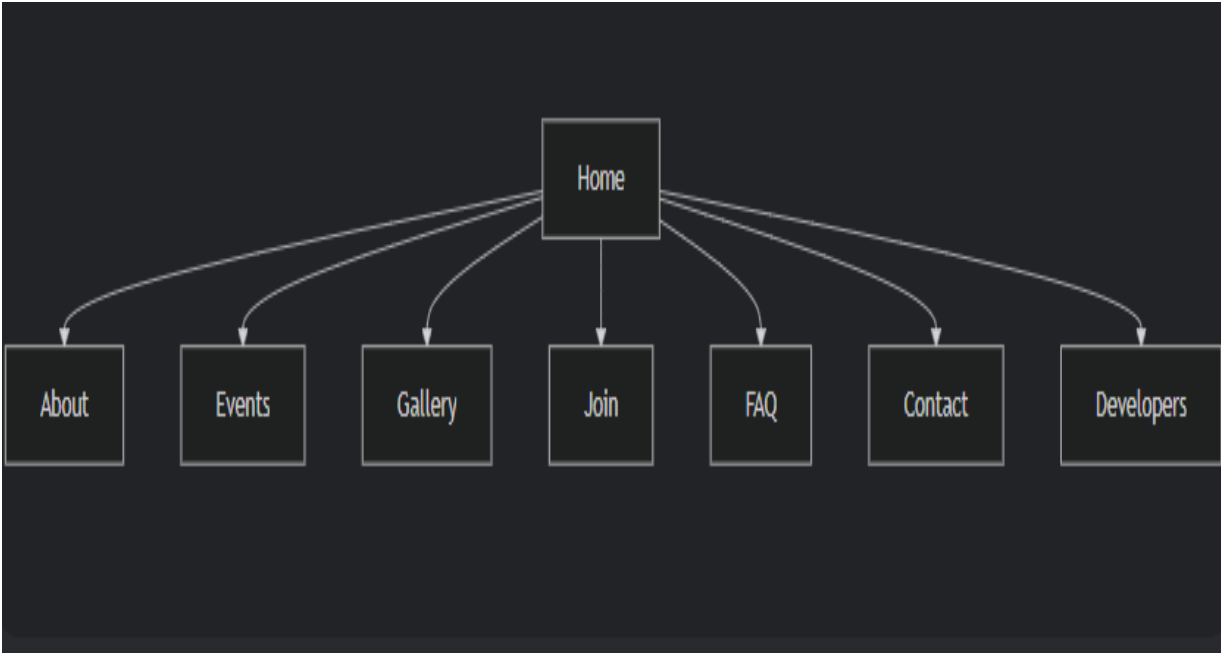 Home
About
Events
Gallery
Join
FAQ
Contact
Developers